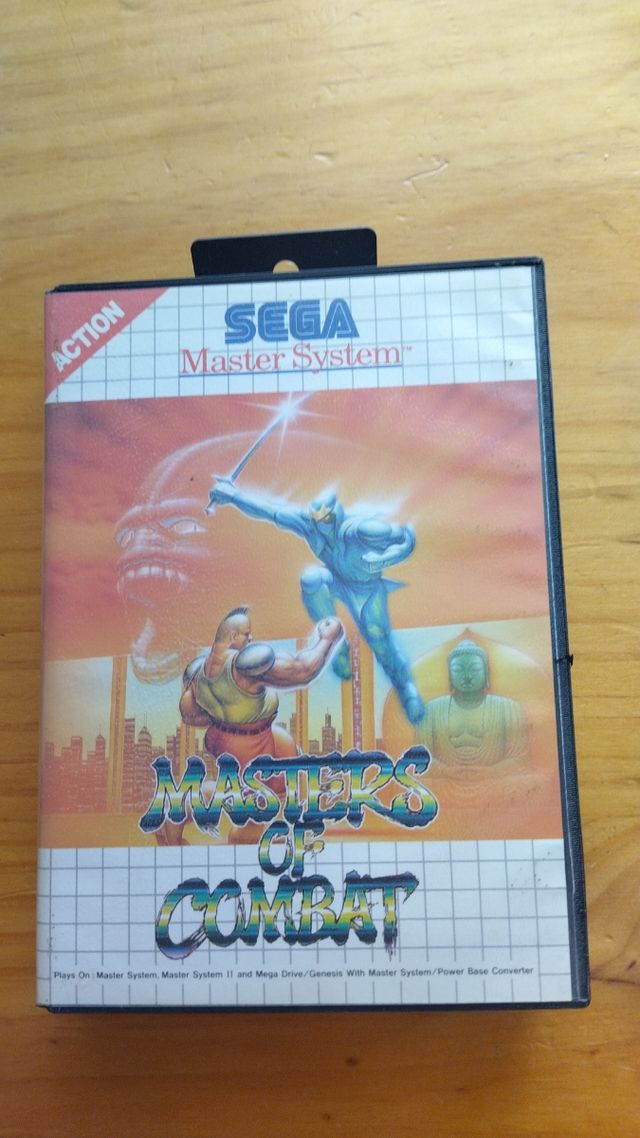 ACTION
SEGA
Master System™
MASTERS
OF
COMBAT
Plays On : Master System, Master System II and Mega Drive/Genesis With Master System/Power Base Converter